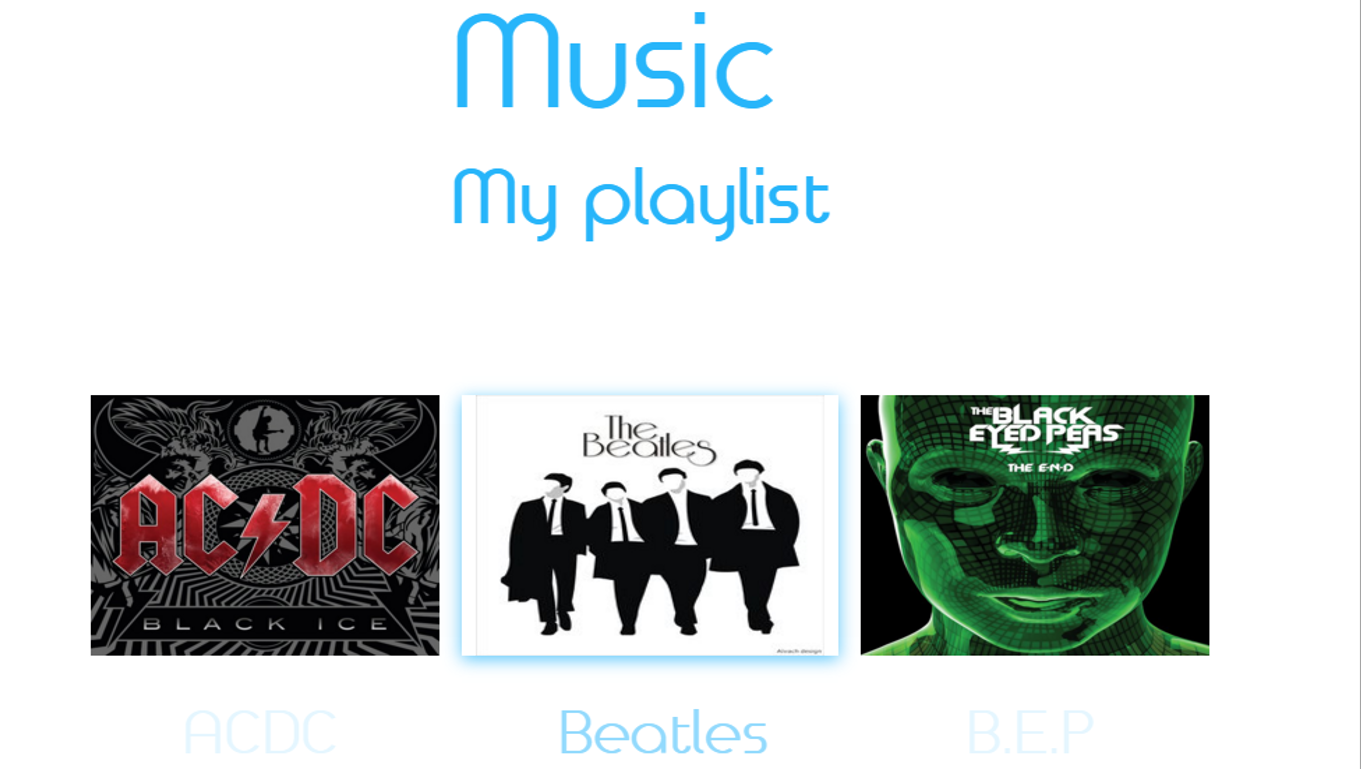 Music
My playlist
AC DC
BLACK ICE
The
Beatles
Alvach design
THE BLACK
EYED PEAS
THE E·N·D
ACDC
Beatles
B.E.P